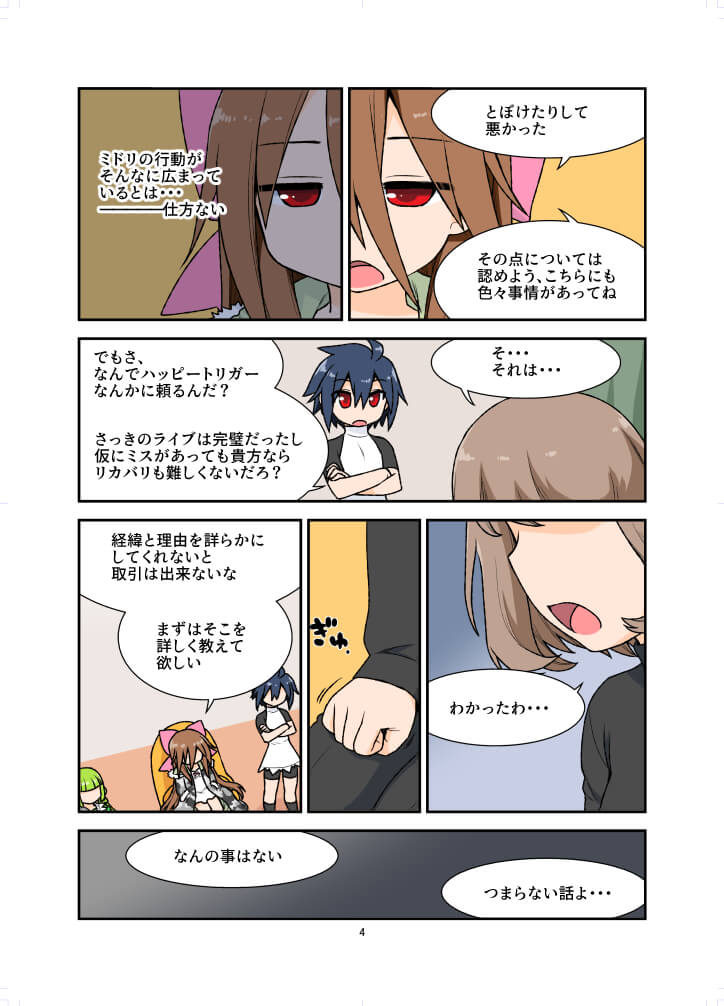 とぼけたりして
悪かった
その点については
認めよう、こちらにも
色々事情があってね
ミドリの行動が
そんなに広まって
いるとは・・・
────仕方ない
そ・・・
それは・・・
でもさ、
なんでハッピートリガー
なんかに頼るんだ？
さっきのライブは完璧だったし
仮にミスがあっても貴方なら
リカバリも難しくないだろ？
わかったわ・・・
ぎゅ
経緯と理由を詳らかに
してくれないと
取引は出来ないな
まずはそこを
詳しく教えて
欲しい
なんの事はない
つまらない話よ・・・
4